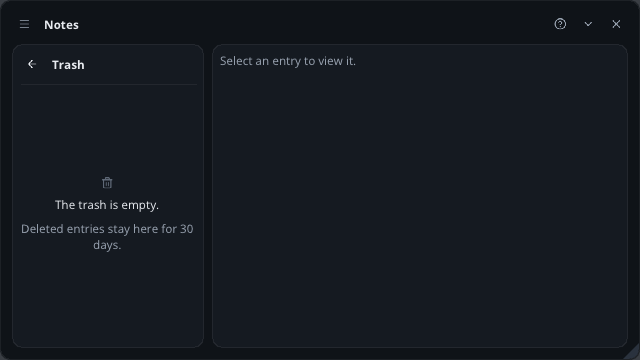 Notes
Trash
Select an entry to view it.
The trash is empty.
Deleted entries stay here for 30
days.